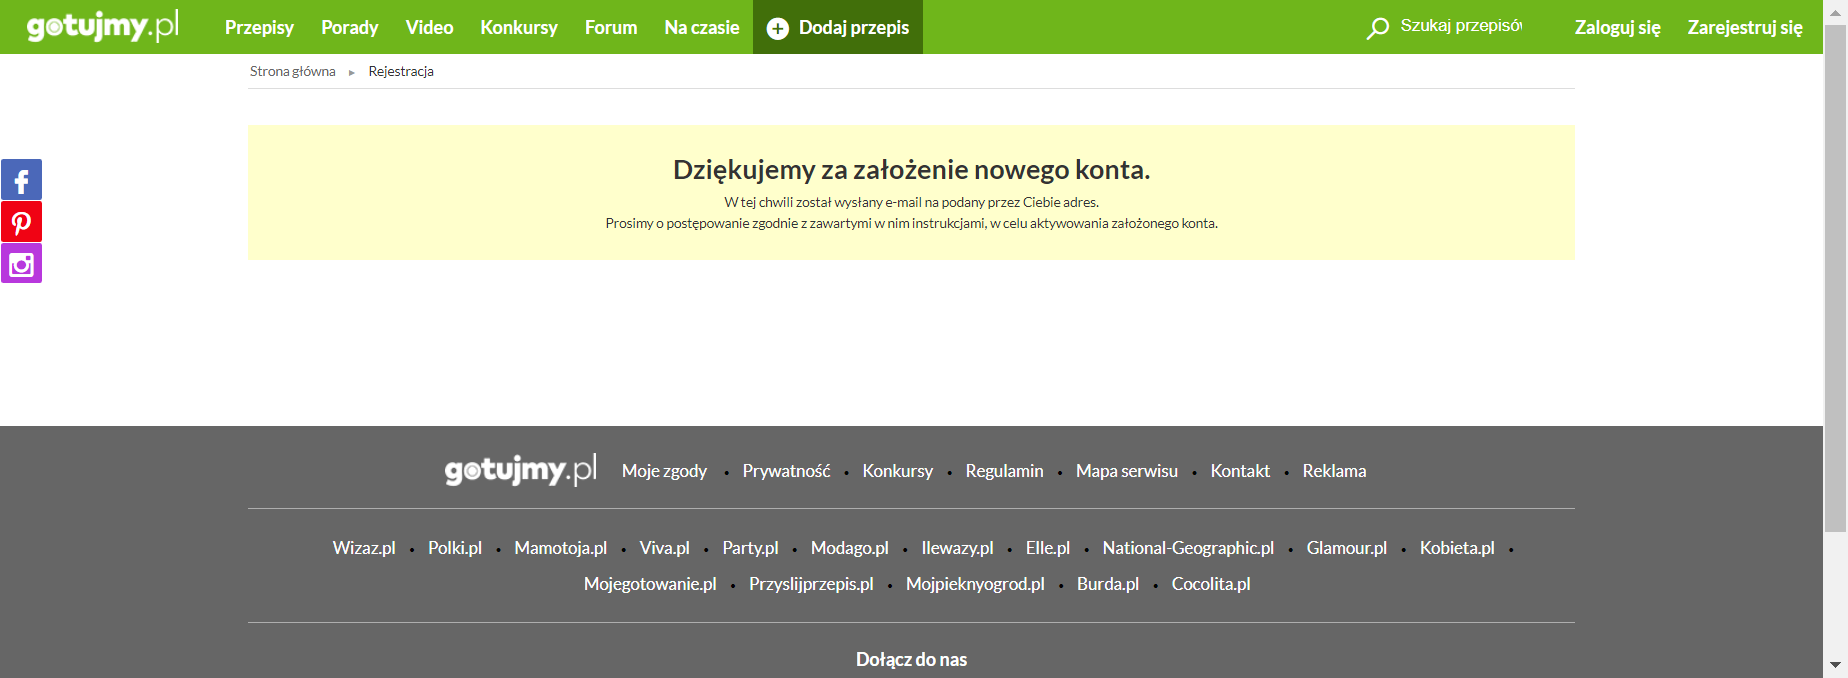 gotujmy.pl Przepisy Porady Video Konkursy Forum Na czasie Dodaj przepis Szukaj przepisów Zaloguj się Zarejestruj się
Strona główna ▸ Rejestracja
Dziękujemy za założenie nowego konta.
W tej chwili został wysłany e-mail na podany przez Ciebie adres.
Prosimy o postępowanie zgodnie z zawartymi w nim instrukcjami, w celu aktywowania założonego konta.
gotujmy.pl Moje zgody • Prywatność • Konkursy • Regulamin • Mapa serwisu • Kontakt • Reklama
Wizaz.pl • Polki.pl • Mamotoja.pl • Viva.pl • Party.pl • Modago.pl • Ilewazy.pl • Elle.pl • National-Geographic.pl • Glamour.pl • Kobieta.pl •
Mojegotowanie.pl • Przyslijprzepis.pl • Mojpieknyogrod.pl • Burda.pl • Cocolita.pl
Dołącz do nas